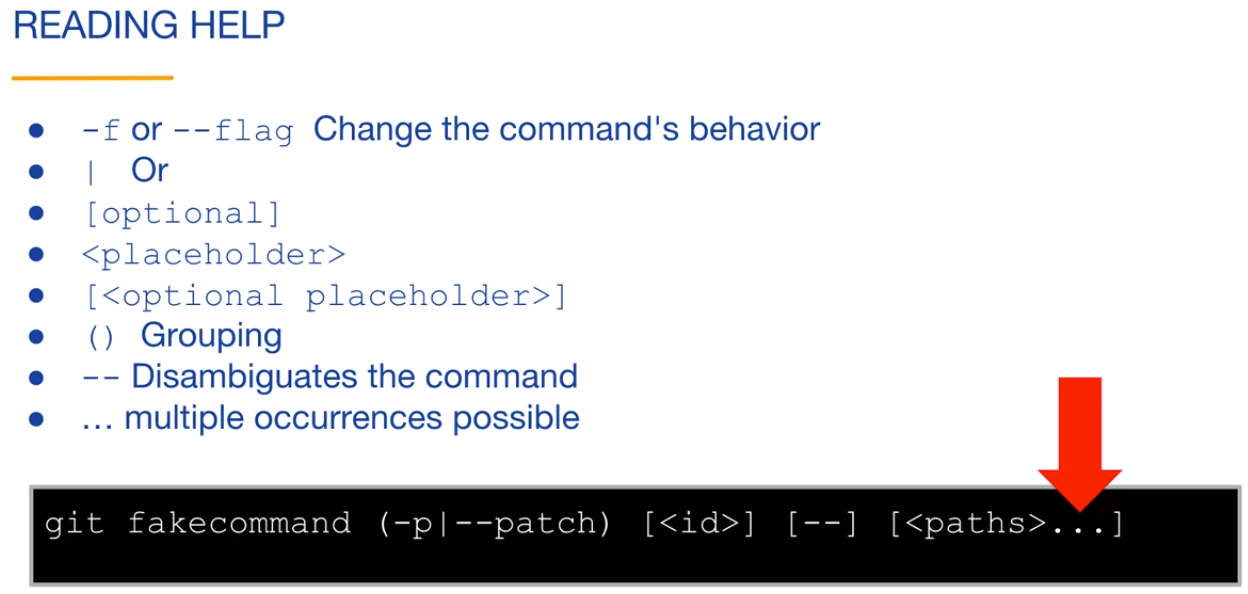 READING HELP
● -f or --flag Change the command's behavior
● | Or
● [optional]
● <placeholder>
● [<optional placeholder>]
● () Grouping
● -- Disambiguates the command
● ... multiple occurrences possible
git fakecommand (-p|--patch) [<id>] [--] [<paths>...]